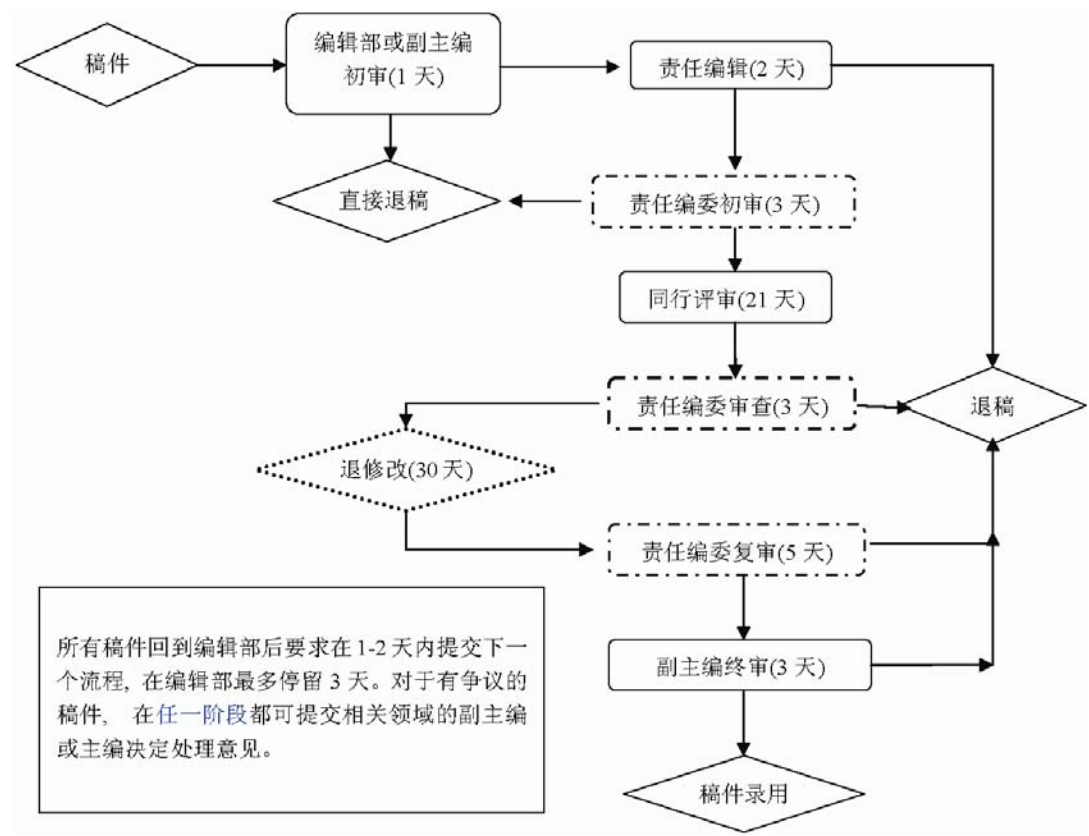 稿件
编辑部或副主编
初审(1 天)
责任编辑(2 天)
直接退稿
责任编委初审(3 天)
同行评审(21 天)
责任编委审查(3 天)
退稿
退修改(30 天)
责任编委复审(5 天)
所有稿件回到编辑部后要求在 1-2 天内提交下一
个流程, 在编辑部最多停留 3 天。对于有争议的
稿件, 在任一阶段都可提交相关领域的副主编
或主编决定处理意见。
副主编终审(3 天)
稿件录用